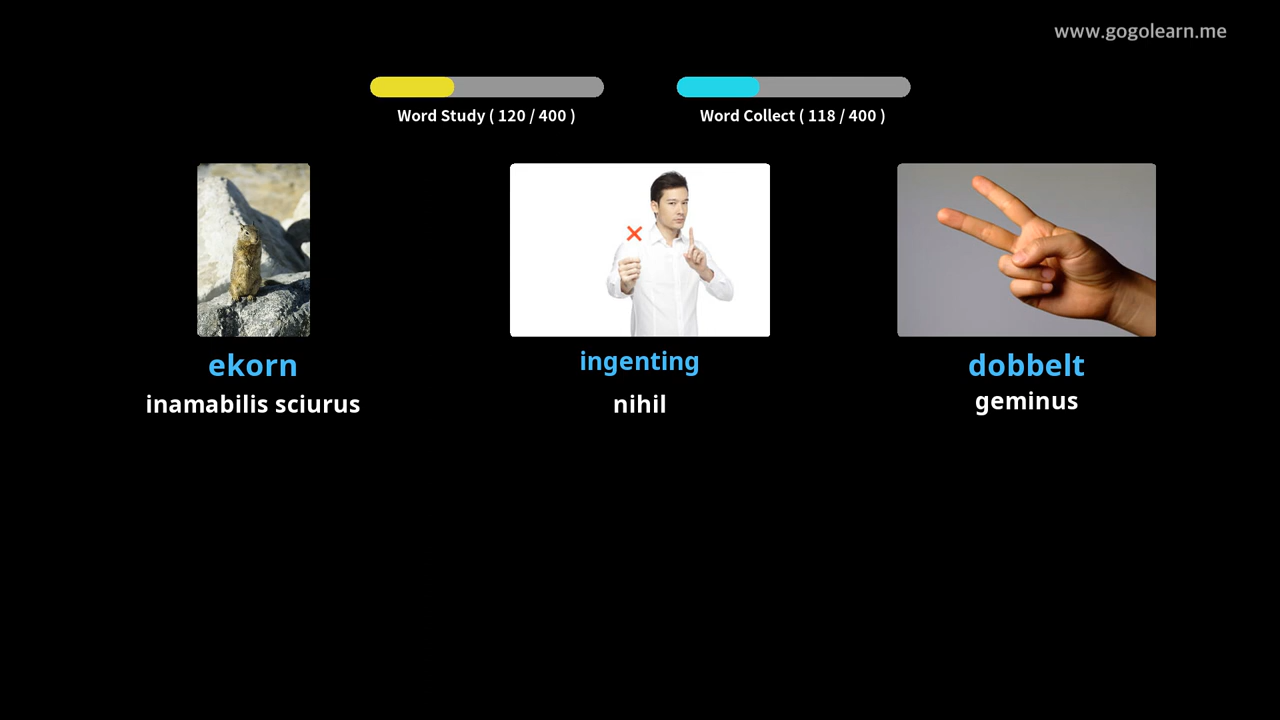 www.gogolearn.me
Word Study ( 120 / 400 )
Word Collect ( 118 / 400 )
ekorn
ingenting
dobbelt
inamabilis sciurus
nihil
geminus